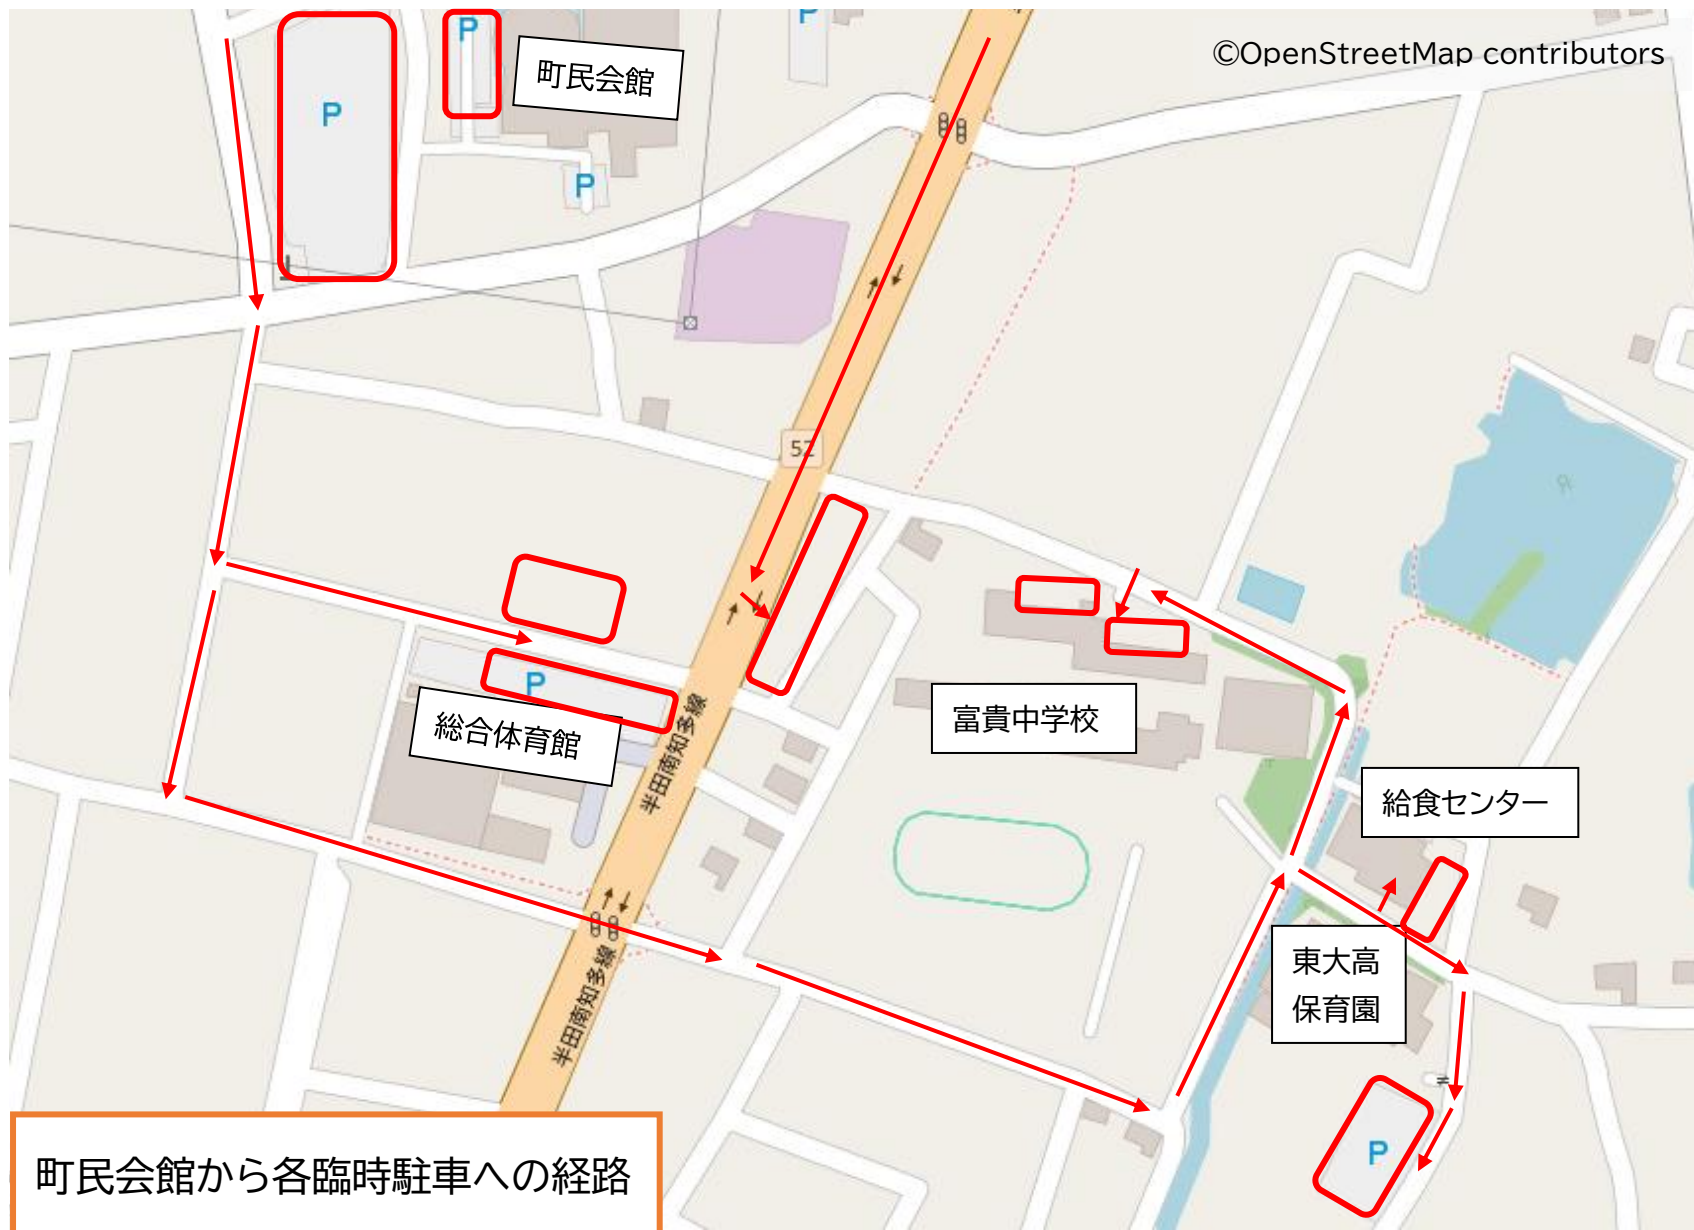 P
P
P
©OpenStreetMap contributors
町民会館
P
P
52
P
総合体育館
半田南知多線
富貴中学校
給食センター
東大高
保育園
半田南知多線
P
町民会館から各臨時駐車への経路